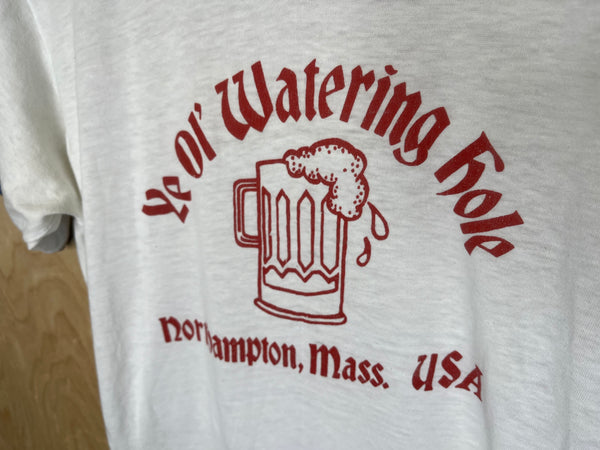 Ye Ol' Watering Hole
Northampton, Mass. USA